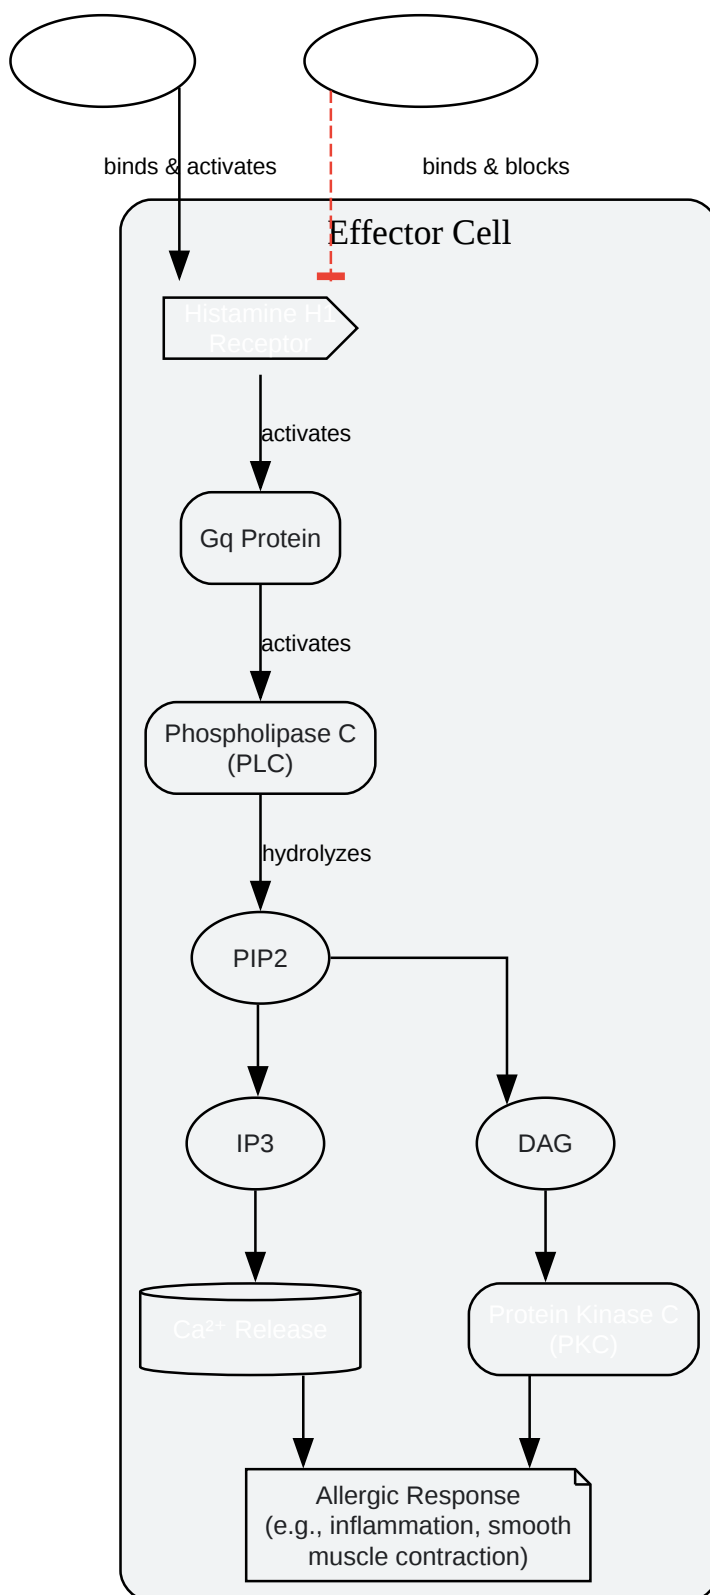 binds & activates
binds & blocks
Effector Cell
Histamine H1
Receptor
activates
Gq Protein
activates
Phospholipase C
(PLC)
hydrolyzes
PIP2
IP3
DAG
Ca²⁺ Release
Protein Kinase C
(PKC)
Allergic Response
(e.g., inflammation, smooth
muscle contraction)